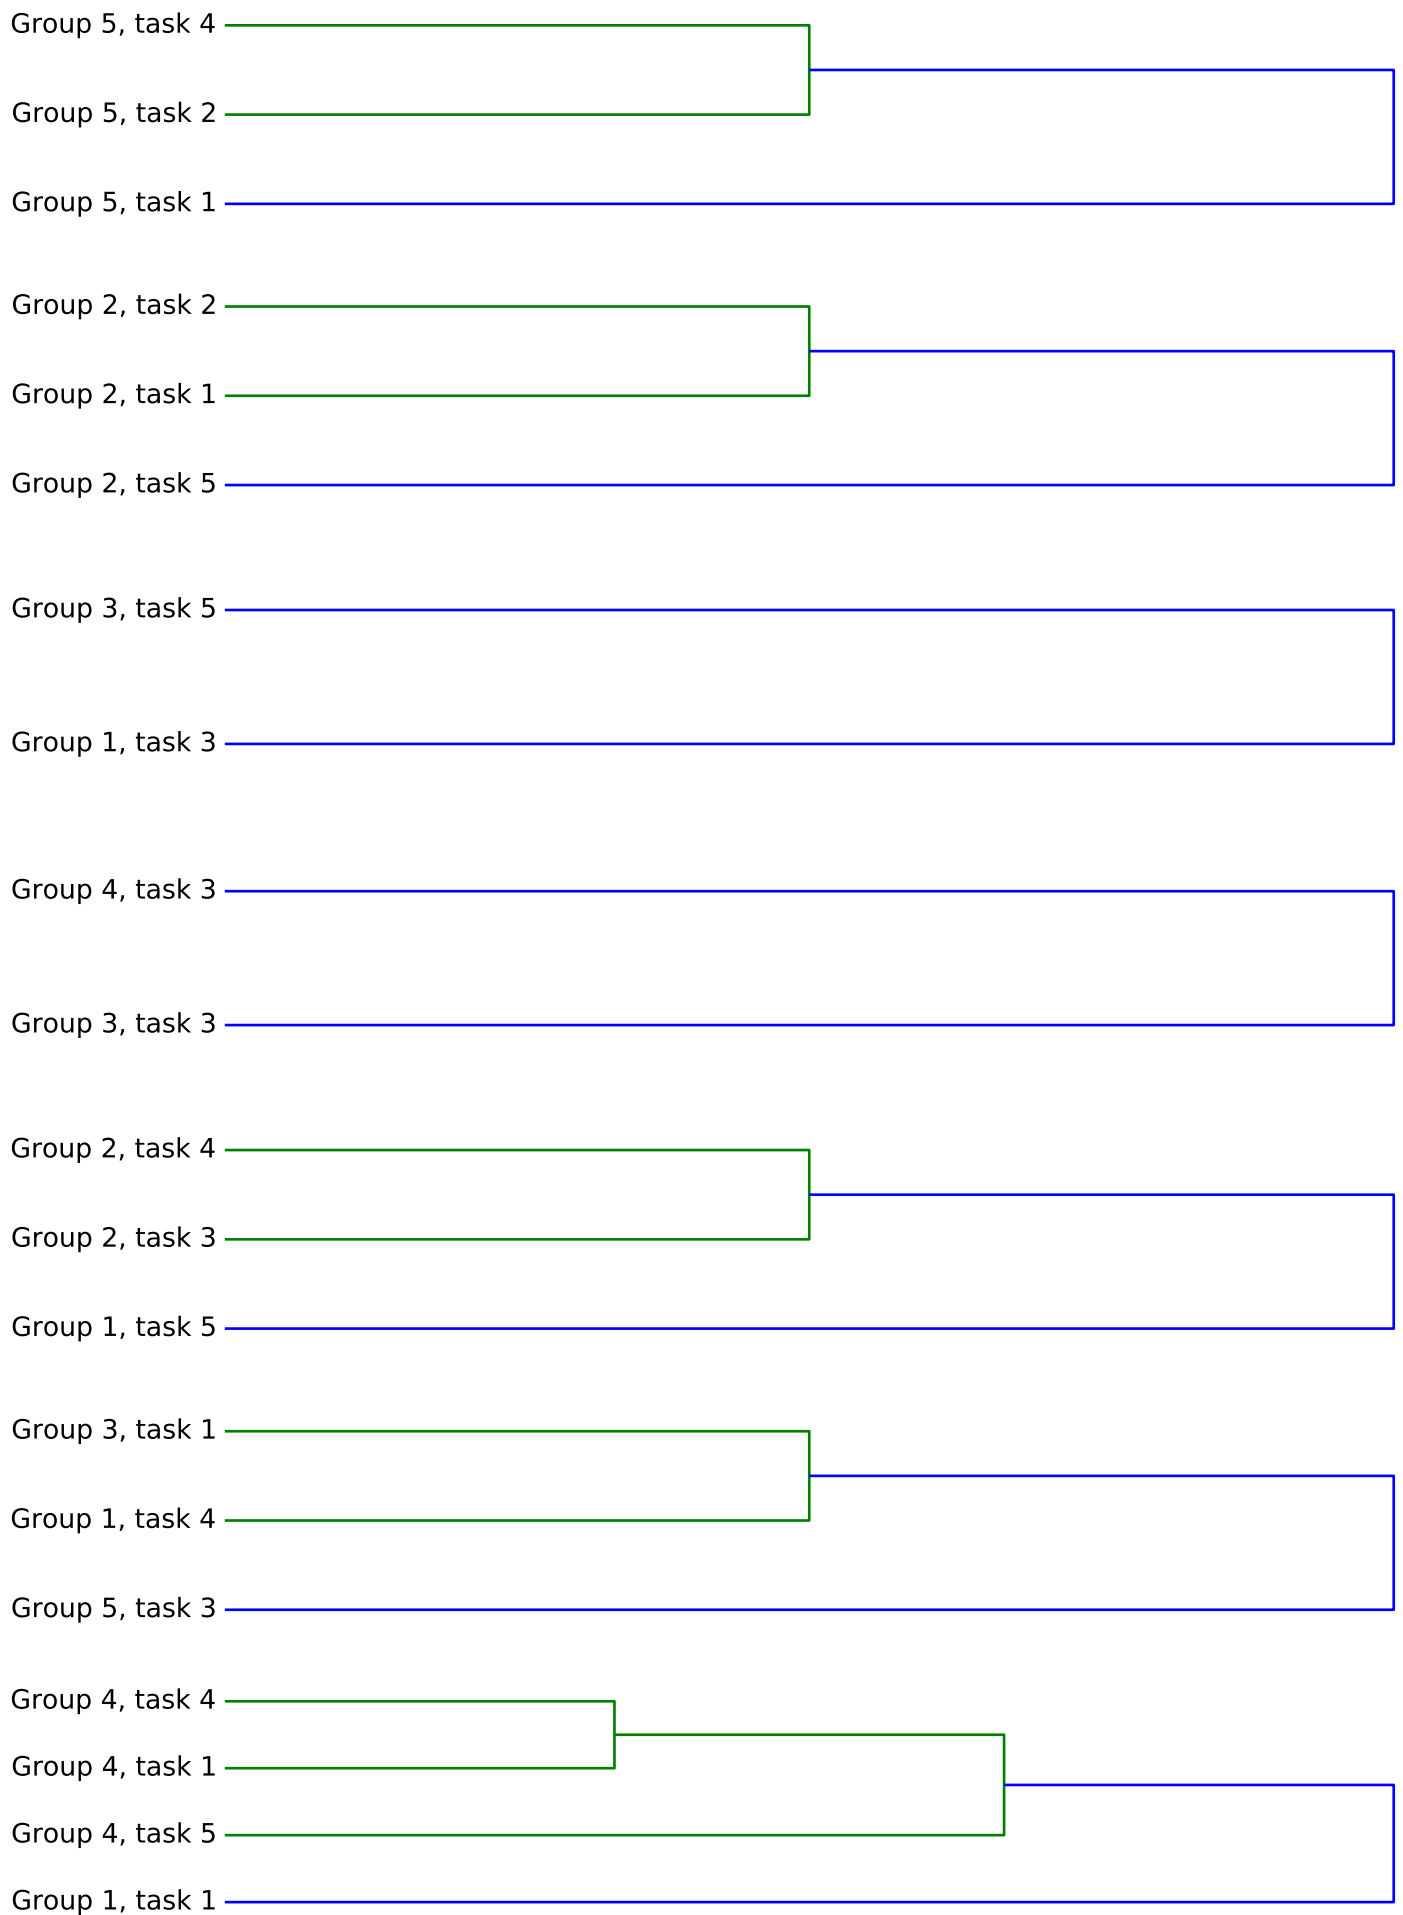 Group 5, task 4
Group 5, task 2
Group 5, task 1
Group 2, task 2
Group 2, task 1
Group 2, task 5
Group 3, task 5
Group 1, task 3
Group 4, task 3
Group 3, task 3
Group 2, task 4
Group 2, task 3
Group 1, task 5
Group 3, task 1
Group 1, task 4
Group 5, task 3
Group 4, task 4
Group 4, task 1
Group 4, task 5
Group 1, task 1